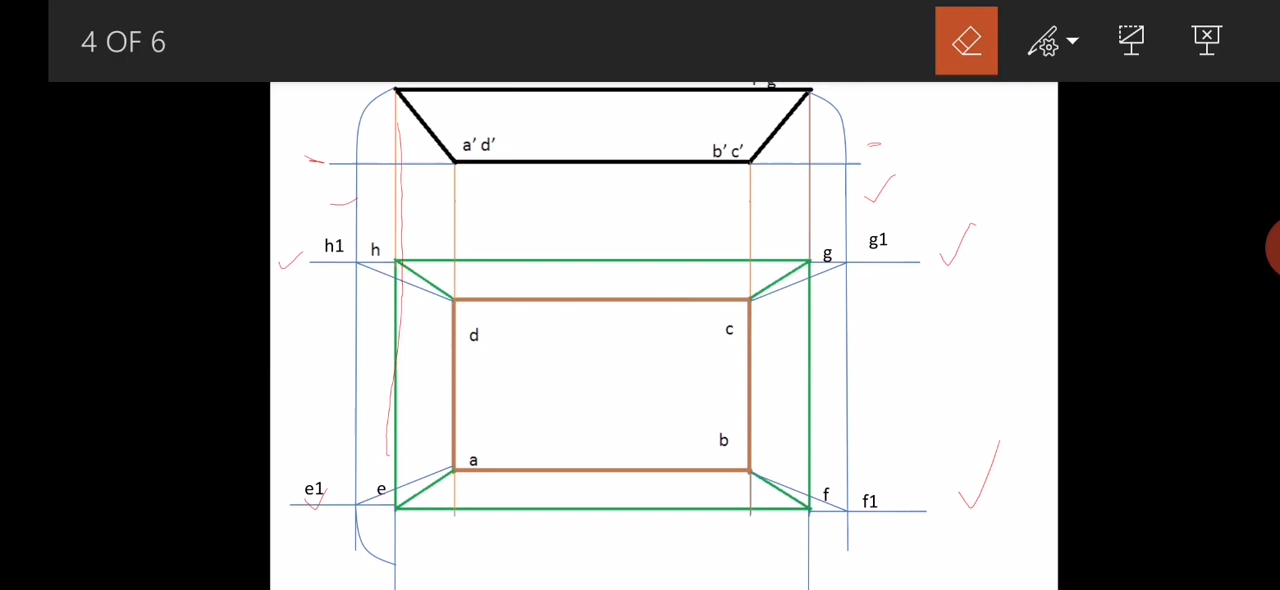 4 OF 6
g
a' d' b' c'
h1 h g g1
d c
a b
e1 e f f1